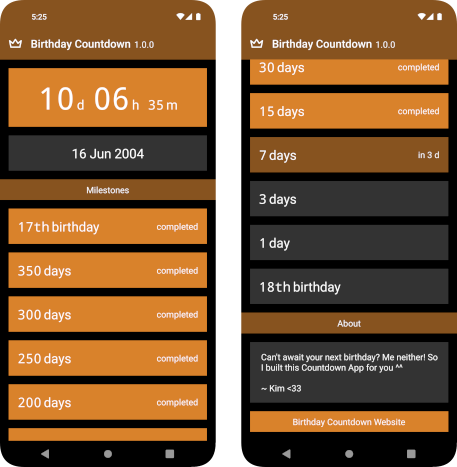 5:25
Birthday Countdown 1.0.0
10 d 06 h 35 m
16 Jun 2004
Milestones
17th birthday completed
350 days completed
300 days completed
250 days completed
200 days completed
5:25
Birthday Countdown 1.0.0
30 days completed
15 days completed
7 days in 3 d
3 days
1 day
18th birthday
About
Can't await your next birthday? Me neither! So
I built this Countdown App for you ^^
~ Kim <33
Birthday Countdown Website